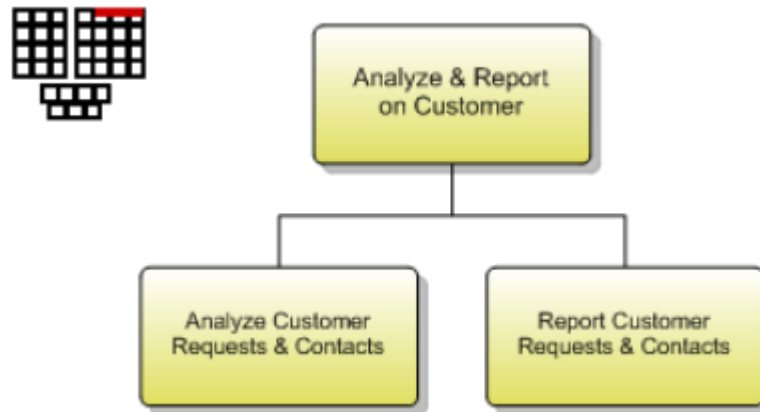 Analyze & Report
on Customer
Analyze Customer
Requests & Contacts
Report Customer
Requests & Contacts